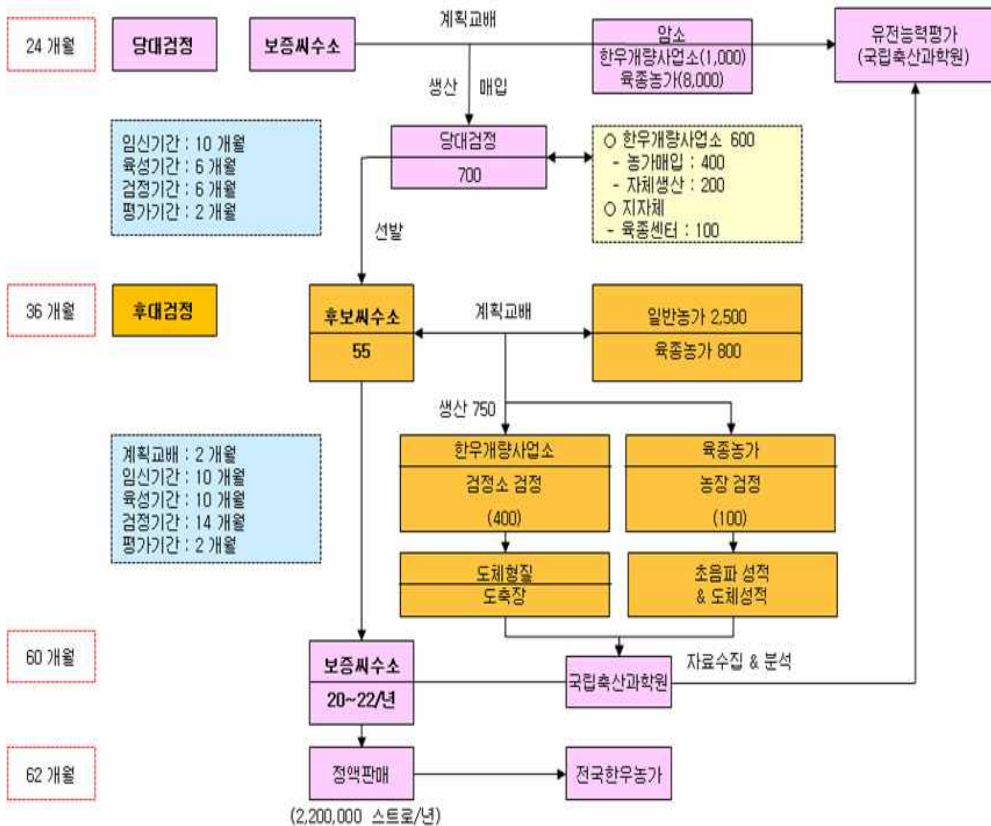 계획교배
24 개월
당대검정
보증씨수소
암소
한우개량사업소(1,000)
육종농가(8,000)
유전능력평가
(국립축산과학원)
생산 매입
임신기간 : 10 개월
육성기간 : 6 개월
검정기간 : 6 개월
평가기간 : 2 개월
당대검정
700
○ 한우개량사업소 600
- 농가매입 : 400
- 자체생산 : 200
○ 지자체
- 육종센터 : 100
선발
36 개월
후대검정
후보씨수소
55
계획교배
일반농가 2,500
육종농가 800
생산 750
계획교배 : 2 개월
임신기간 : 10 개월
육성기간 : 10 개월
검정기간 : 14 개월
평가기간 : 2 개월
한우개량사업소
검정소 검정
(400)
육종농가
농장 검정
(100)
도체형질
도축장
초음파 성적
& 도체성적
60 개월
보증씨수소
20~22/년
국립축산과학원
자료수집 & 분석
62 개월
정액판매
전국한우농가
(2,200,000 스트로/년)